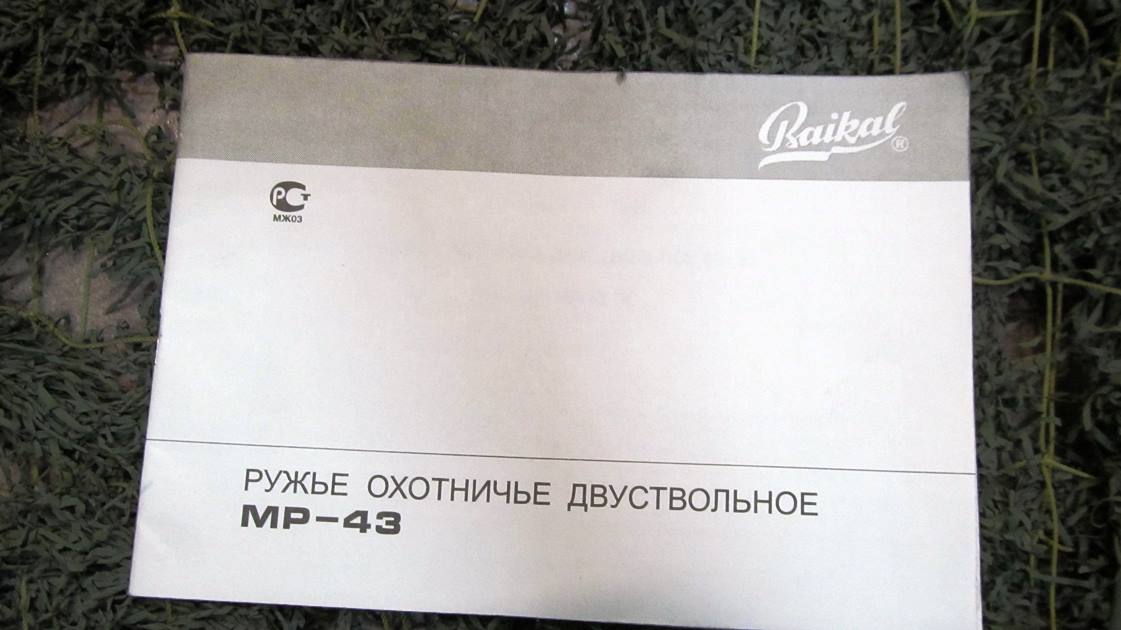 Baikal ®
РСТ
МЖ03
РУЖЬЕ ОХОТНИЧЬЕ ДВУСТВОЛЬНОЕ
МР-43